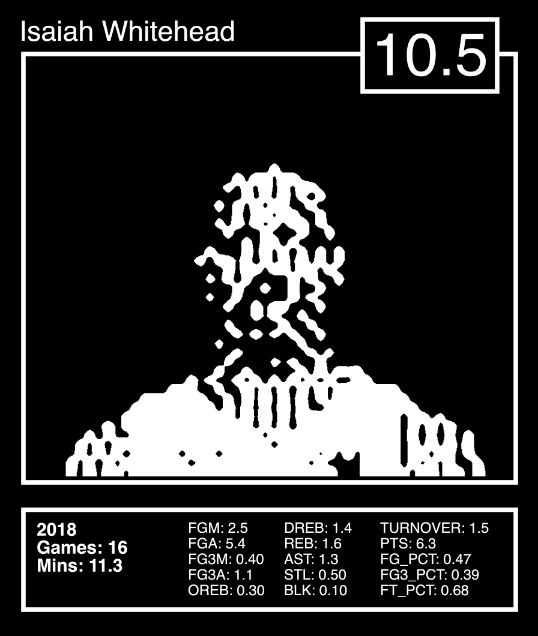 Isaiah Whitehead
10.5
2018
Games: 16
Mins: 11.3
FGM: 2.5
FGA: 5.4
FG3M: 0.40
FG3A: 1.1
OREB: 0.30
DREB: 1.4
REB: 1.6
AST: 1.3
STL: 0.50
BLK: 0.10
TURNOVER: 1.5
PTS: 6.3
FG_PCT: 0.47
FG3_PCT: 0.39
FT_PCT: 0.68